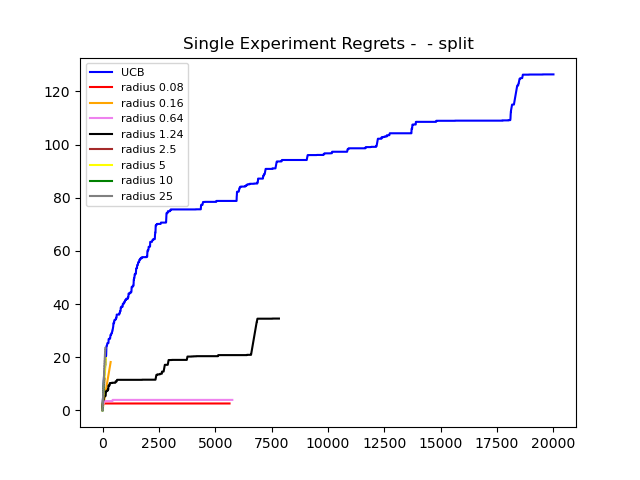 Single Experiment Regrets -  - split
UCB
radius 0.08
radius 0.16
radius 0.64
radius 1.24
radius 2.5
radius 5
radius 10
radius 25
120
100
80
60
40
20
0
0 2500 5000 7500 10000 12500 15000 17500 20000